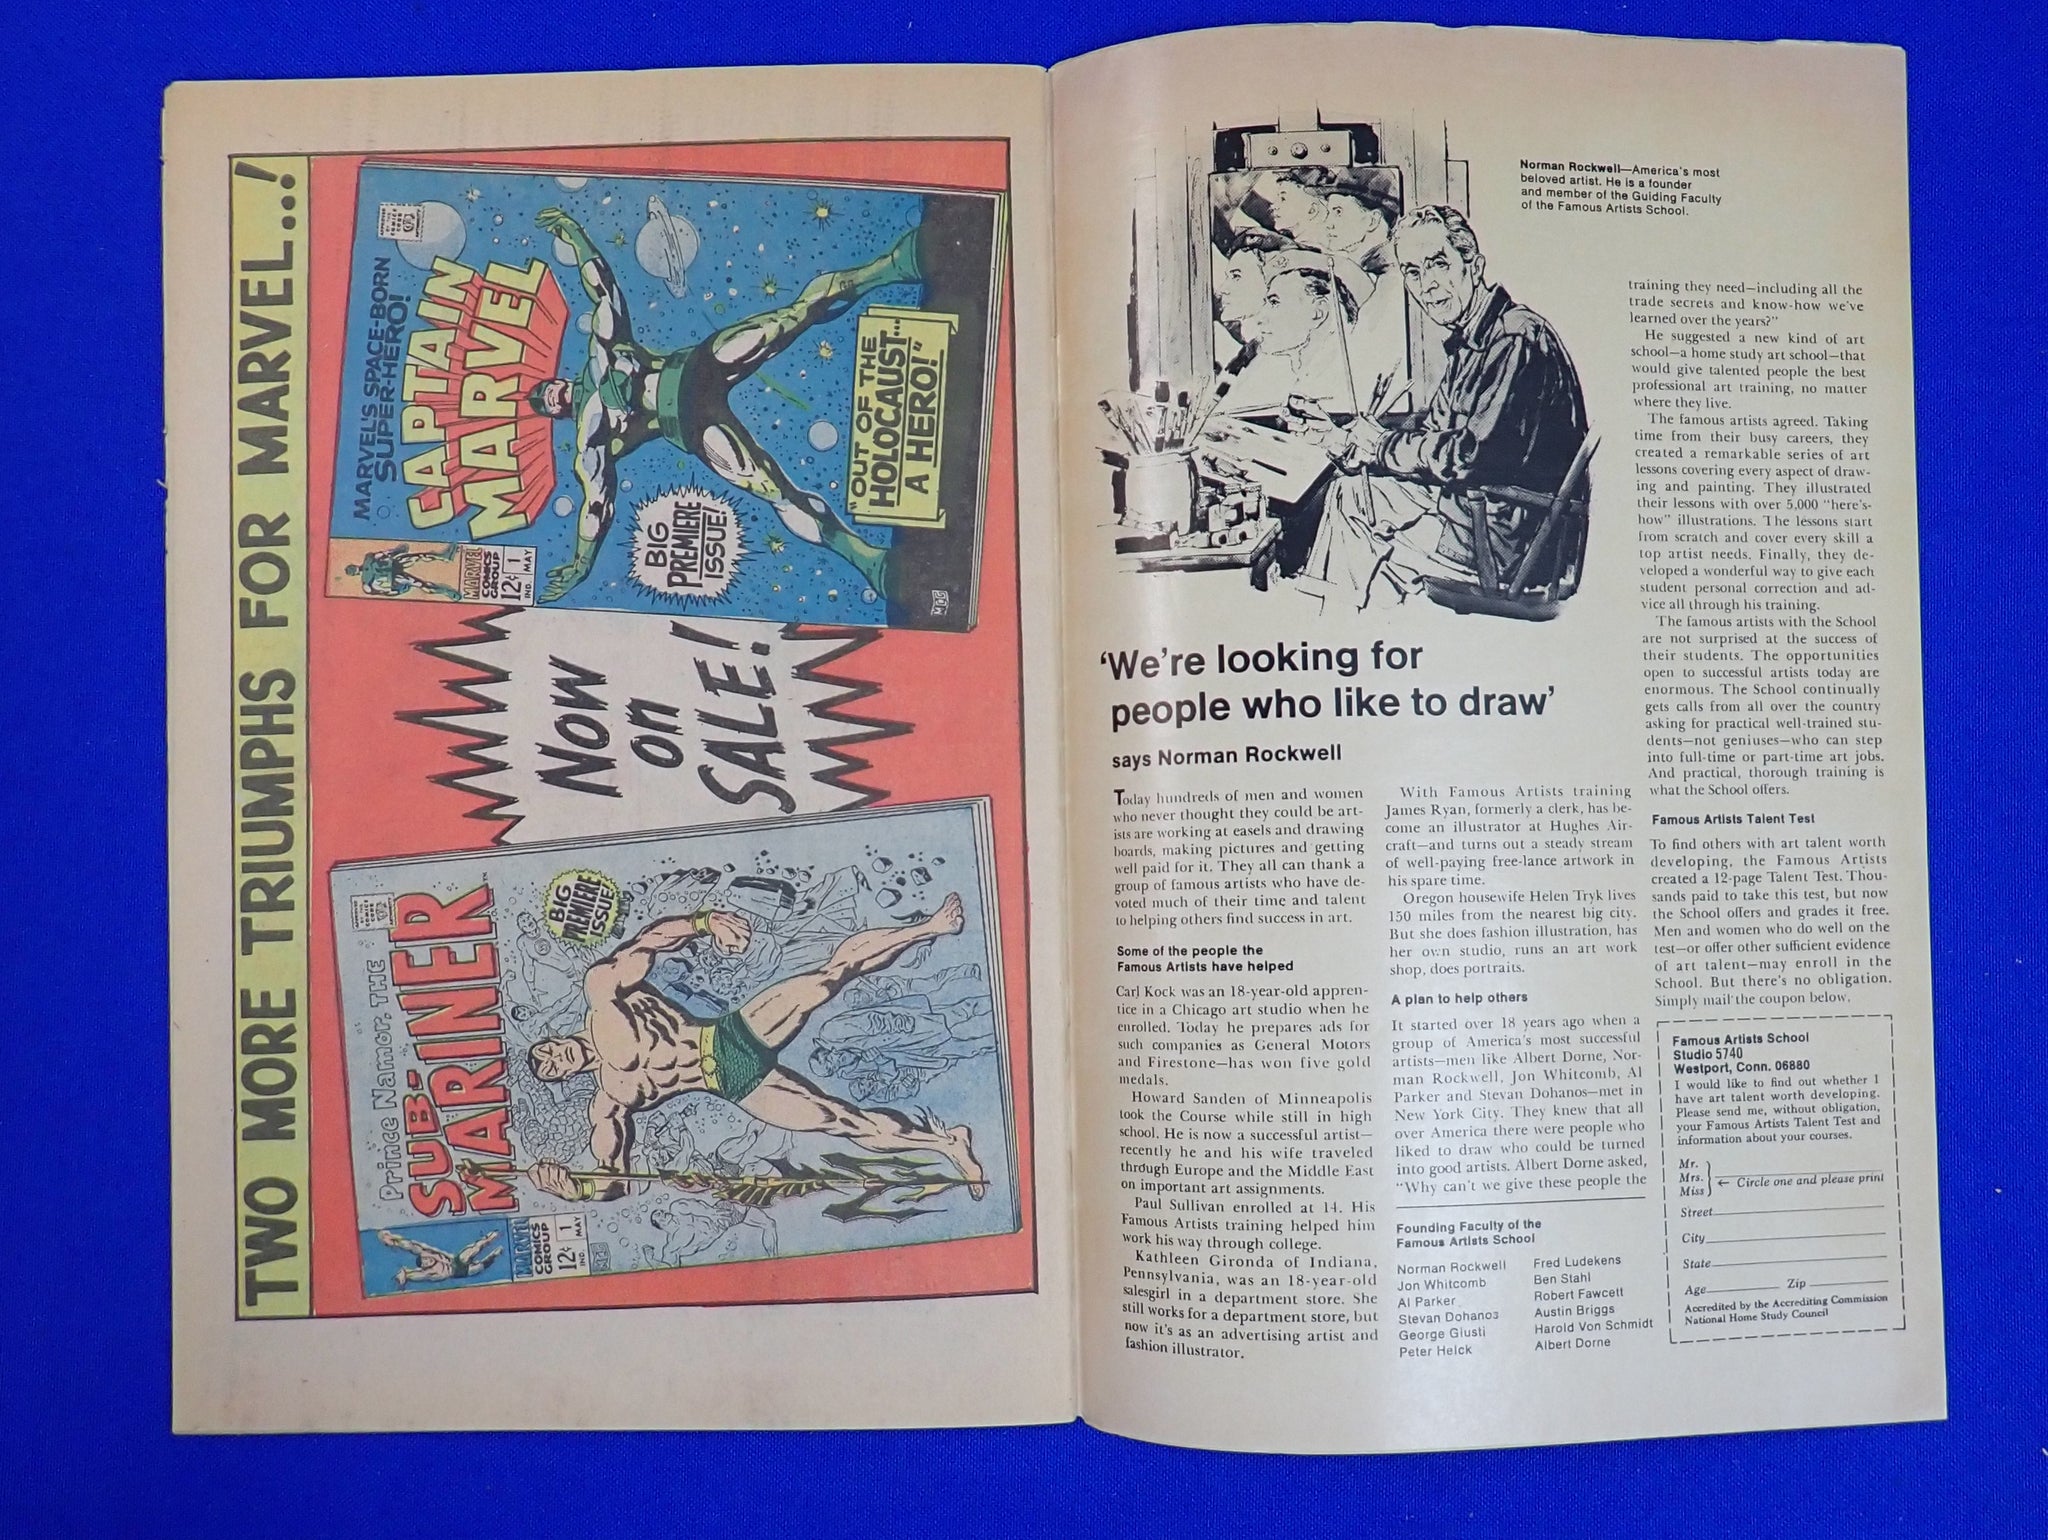 TWO MORE TRIUMPHS FOR MARVEL...!
Prince Namor, THE
SUB-
MARINER
MARVEL
COMICS
GROUP
12¢
IND.
1
MAY
BIG
PREMIERE
ISSUE!
NOW
on
SALE!
MARVEL'S SPACE-BORN
SUPER-HERO!
CAPTAIN
MARVEL
MARVEL
COMICS
GROUP
12¢
IND.
1
MAY
BIG
PREMIERE
ISSUE!
"OUT OF THE
HOLOCAUST...
A HERO!"
MCG
Norman Rockwell—America's most
beloved artist. He is a founder
and member of the Guiding Faculty
of the Famous Artists School.
'We're looking for
people who like to draw'
says Norman Rockwell
Today hundreds of men and women
who never thought they could be art-
ists are working at easels and drawing
boards, making pictures and getting
well paid for it. They all can thank a
group of famous artists who have de-
voted much of their time and talent
to helping others find success in art.
Some of the people the
Famous Artists have helped
Carl Kock was an 18-year-old appren-
tice in a Chicago art studio when he
enrolled. Today he prepares ads for
such companies as General Motors
and Firestone—has won five gold
medals.
Howard Sanden of Minneapolis
took the Course while still in high
school. He is now a successful artist—
recently he and his wife traveled
through Europe and the Middle East
on important art assignments.
Paul Sullivan enrolled at 14. His
Famous Artists training helped him
work his way through college.
Kathleen Gironda of Indiana,
Pennsylvania, was an 18-year-old
salesgirl in a department store. She
still works for a department store, but
now it's as an advertising artist and
fashion illustrator.
With Famous Artists training
James Ryan, formerly a clerk, has be-
come an illustrator at Hughes Air-
craft—and turns out a steady stream
of well-paying free-lance artwork in
his spare time.
Oregon housewife Helen Tryk lives
150 miles from the nearest big city.
But she does fashion illustration, has
her own studio, runs an art work
shop, does portraits.
A plan to help others
It started over 18 years ago when a
group of America's most successful
artists—men like Albert Dorne, Nor-
man Rockwell, Jon Whitcomb, Al
Parker and Stevan Dohanos—met in
New York City. They knew that all
over America there were people who
liked to draw who could be turned
into good artists. Albert Dorne asked,
"Why can't we give these people the
Founding Faculty of the
Famous Artists School
Norman Rockwell
Jon Whitcomb
Al Parker
Stevan Dohanos
George Giusti
Peter Helck
Fred Ludekens
Ben Stahl
Robert Fawcett
Austin Briggs
Harold Von Schmidt
Albert Dorne
training they need—including all the
trade secrets and know-how we've
learned over the years?"
He suggested a new kind of art
school—a home study art school—that
would give talented people the best
professional art training, no matter
where they live.
The famous artists agreed. Taking
time from their busy careers, they
created a remarkable series of art
lessons covering every aspect of draw-
ing and painting. They illustrated
their lessons with over 5,000 "here's-
how" illustrations. The lessons start
from scratch and cover every skill a
top artist needs. Finally, they de-
veloped a wonderful way to give each
student personal correction and ad-
vice all through his training.
The famous artists with the School
are not surprised at the success of
their students. The opportunities
open to successful artists today are
enormous. The School continually
gets calls from all over the country
asking for practical well-trained stu-
dents—not geniuses—who can step
into full-time or part-time art jobs.
And practical, thorough training is
what the School offers.
Famous Artists Talent Test
To find others with art talent worth
developing, the Famous Artists
created a 12-page Talent Test. Thou-
sands paid to take this test, but now
the School offers and grades it free.
Men and women who do well on the
test—or offer other sufficient evidence
of art talent—may enroll in the
School. But there's no obligation.
Simply mail the coupon below.
Famous Artists School
Studio 5740
Westport, Conn. 06880
I would like to find out whether I
have art talent worth developing.
Please send me, without obligation,
your Famous Artists Talent Test and
information about your courses.
Mr.
Mrs.
Miss
← Circle one and please print
Street
City
State
Age Zip
Accredited by the Accrediting Commission
National Home Study Council